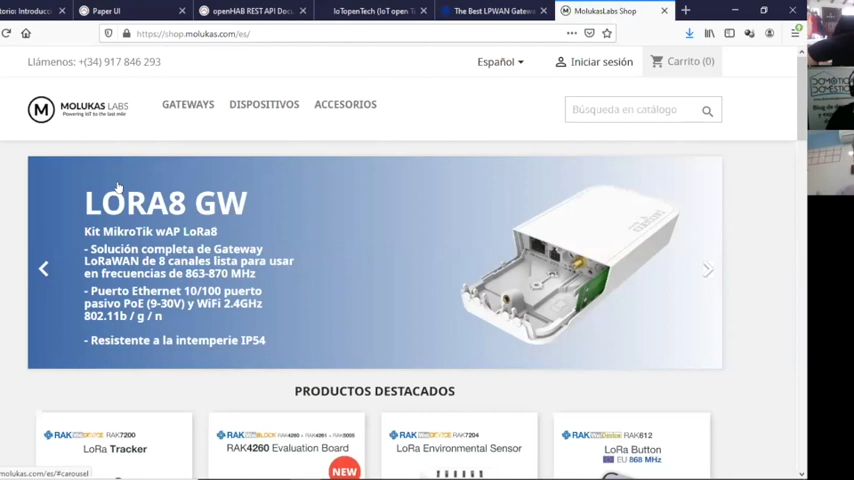 Paper UI
openHAB REST API Docu
IoTopenTech (IoT open T
The Best LPWAN Gatew
MolukasLabs Shop
https://shop.molukas.com/es/
Llámenos: +(34) 917 846 293
Español
Iniciar sesión
Carrito (0)
MOLUKAS LABS
Powering IoT to the last mile
GATEWAYS
DISPOSITIVOS
ACCESORIOS
Búsqueda en catálogo
LORA8 GW
Kit MikroTik wAP LoRa8
- Solución completa de Gateway
LoRaWAN de 8 canales lista para usar
en frecuencias de 863-870 MHz
- Puerto Ethernet 10/100 puerto
pasivo PoE (9-30V) y WiFi 2.4GHz
802.11b / g / n
- Resistente a la intemperie IP54
PRODUCTOS DESTACADOS
RAK7200
LoRa Tracker
RAK4260 Evaluation Board
NEW
RAK7204
LoRa Environmental Sensor
RAK612
LoRa Button
EU 868 MHz
molukas.com/es/#carousel